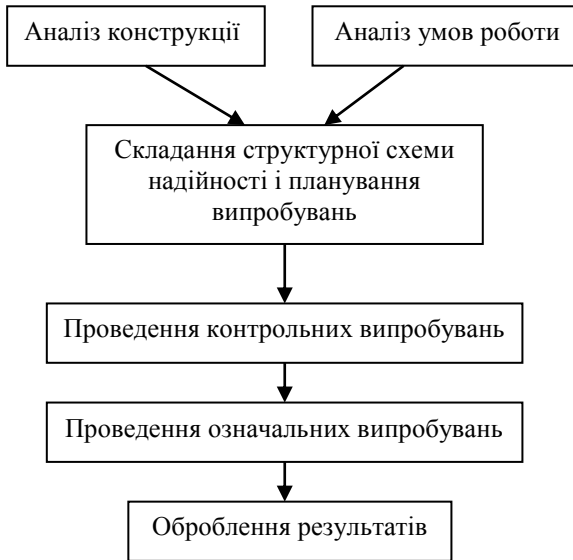 Аналіз конструкції
Аналіз умов роботи
Складання структурної схеми
надійності і планування
випробувань
Проведення контрольних випробувань
Проведення означальних випробувань
Оброблення результатів